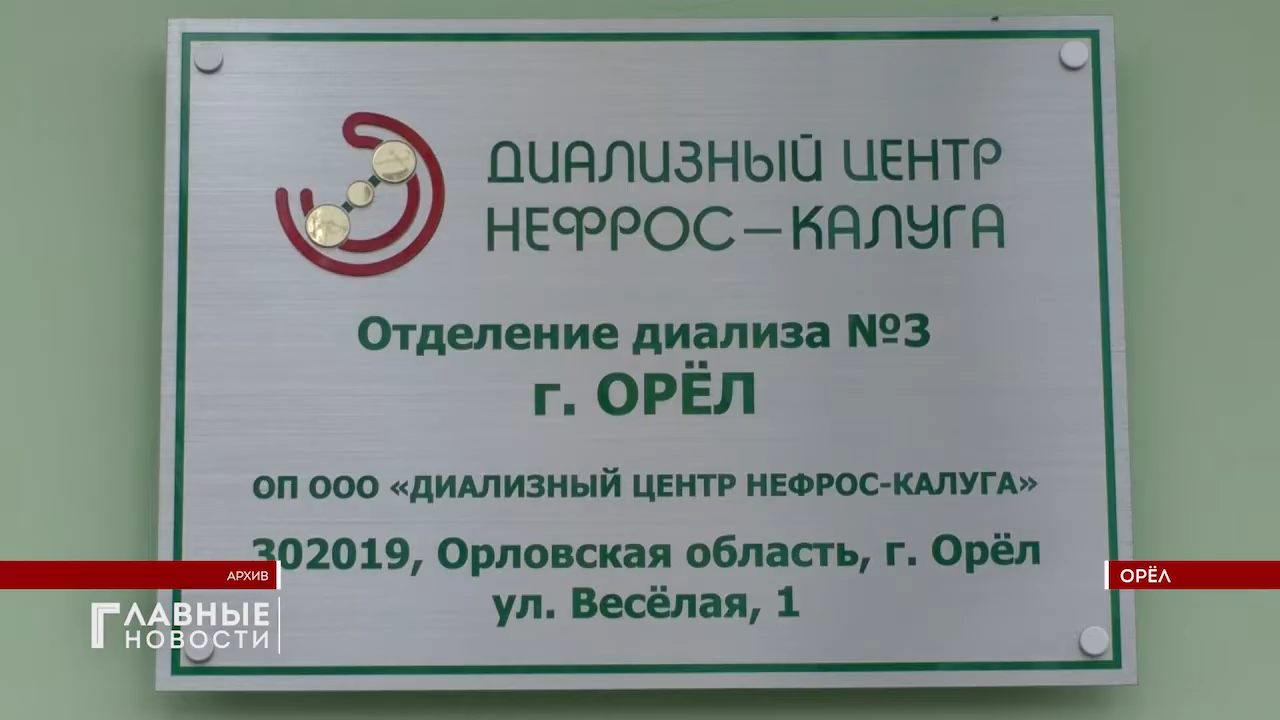 ДИАЛИЗНЫЙ ЦЕНТР
НЕФРОС–КАЛУГА
Отделение диализа №3
г. ОРЁЛ
ОП ООО «ДИАЛИЗНЫЙ ЦЕНТР НЕФРОС-КАЛУГА»
302019, Орловская область, г. Орёл
ул. Весёлая, 1
АРХИВ
ГЛАВНЫЕ
НОВОСТИ
ОРЁЛ